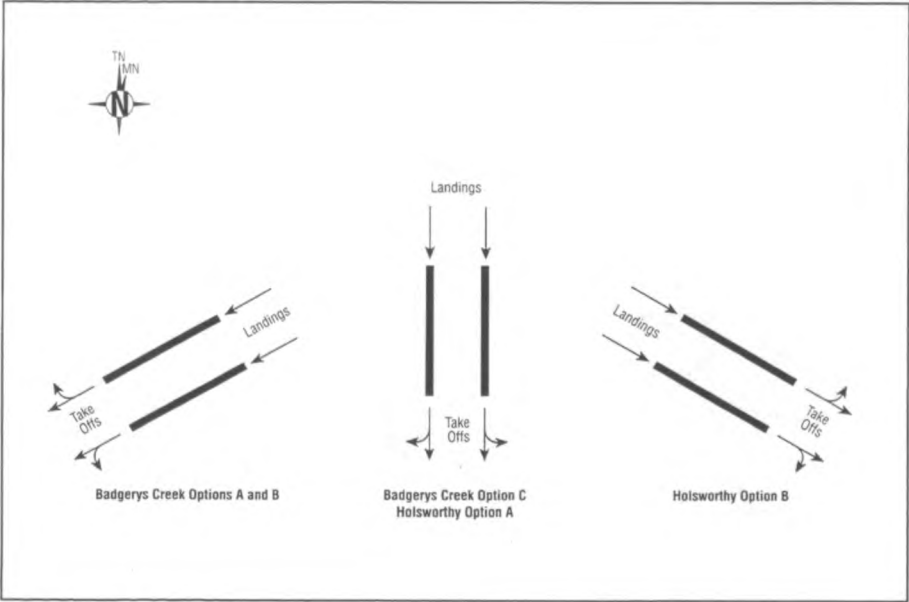 TN
MN
N
Landings
Landings
Landings
Take
Offs
Take
Offs
Take
Offs
Badgerys Creek Options A and B
Badgerys Creek Option C
Holsworthy Option A
Holsworthy Option B